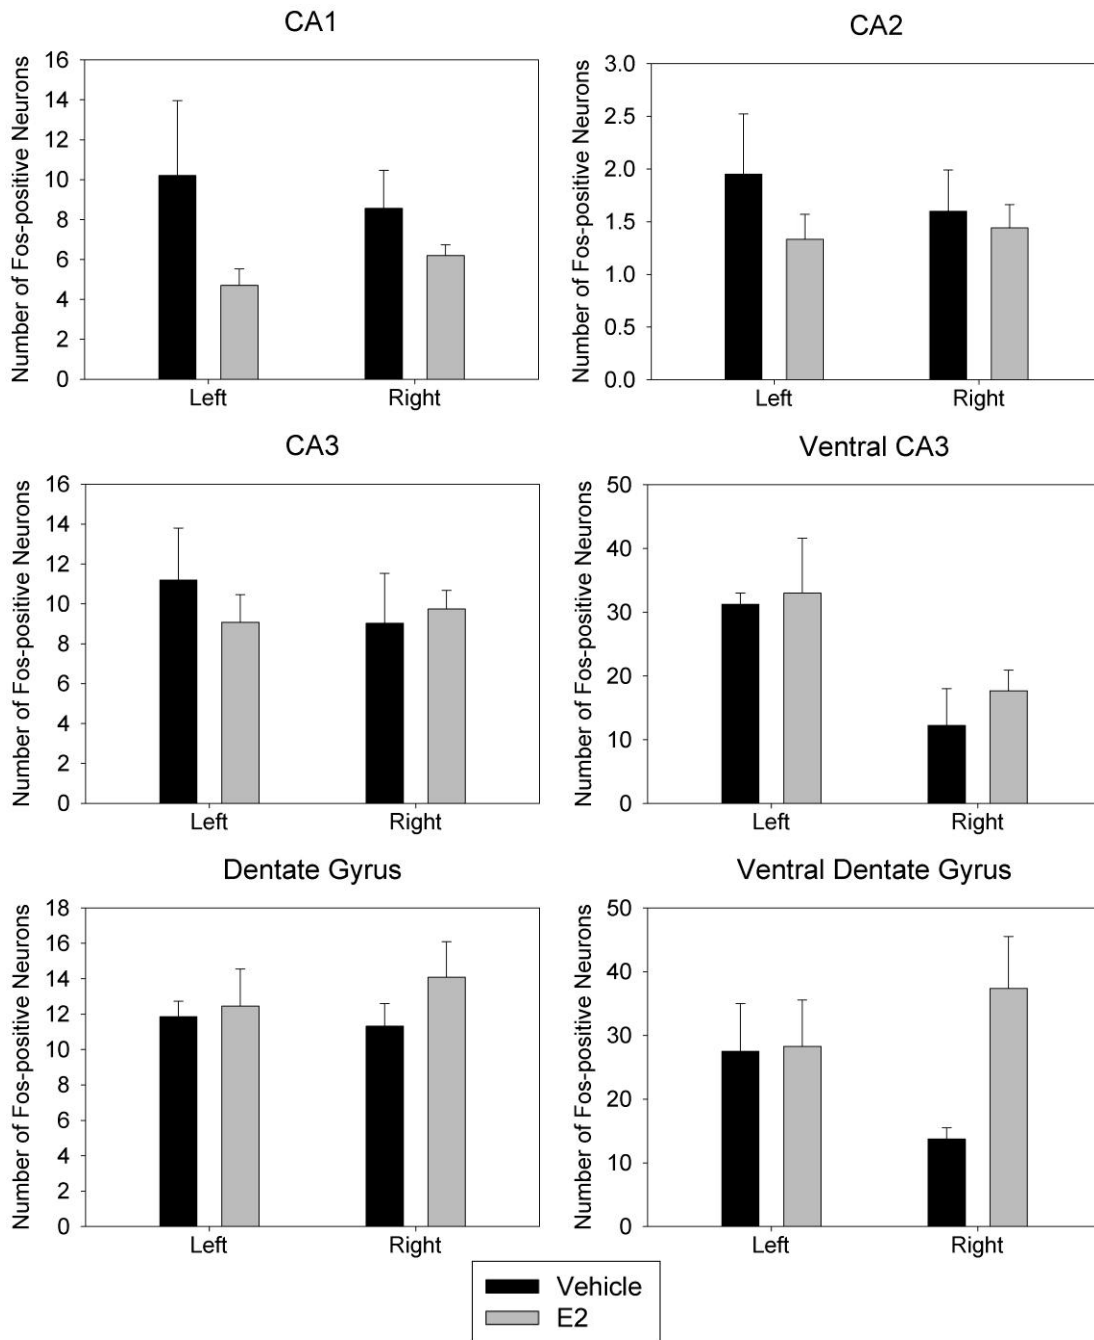 CA1
Number of Fos-positive Neurons
16
14
12
10
8
6
4
2
0
Left Right
CA2
Number of Fos-positive Neurons
3.0
2.5
2.0
1.5
1.0
0.5
0.0
Left Right
CA3
Number of Fos-positive Neurons
16
14
12
10
8
6
4
2
0
Left Right
Ventral CA3
Number of Fos-positive Neurons
50
40
30
20
10
0
Left Right
Dentate Gyrus
Number of Fos-positive Neurons
18
16
14
12
10
8
6
4
2
0
Left Right
Ventral Dentate Gyrus
Number of Fos-positive Neurons
50
40
30
20
10
0
Left Right
Vehicle
E2